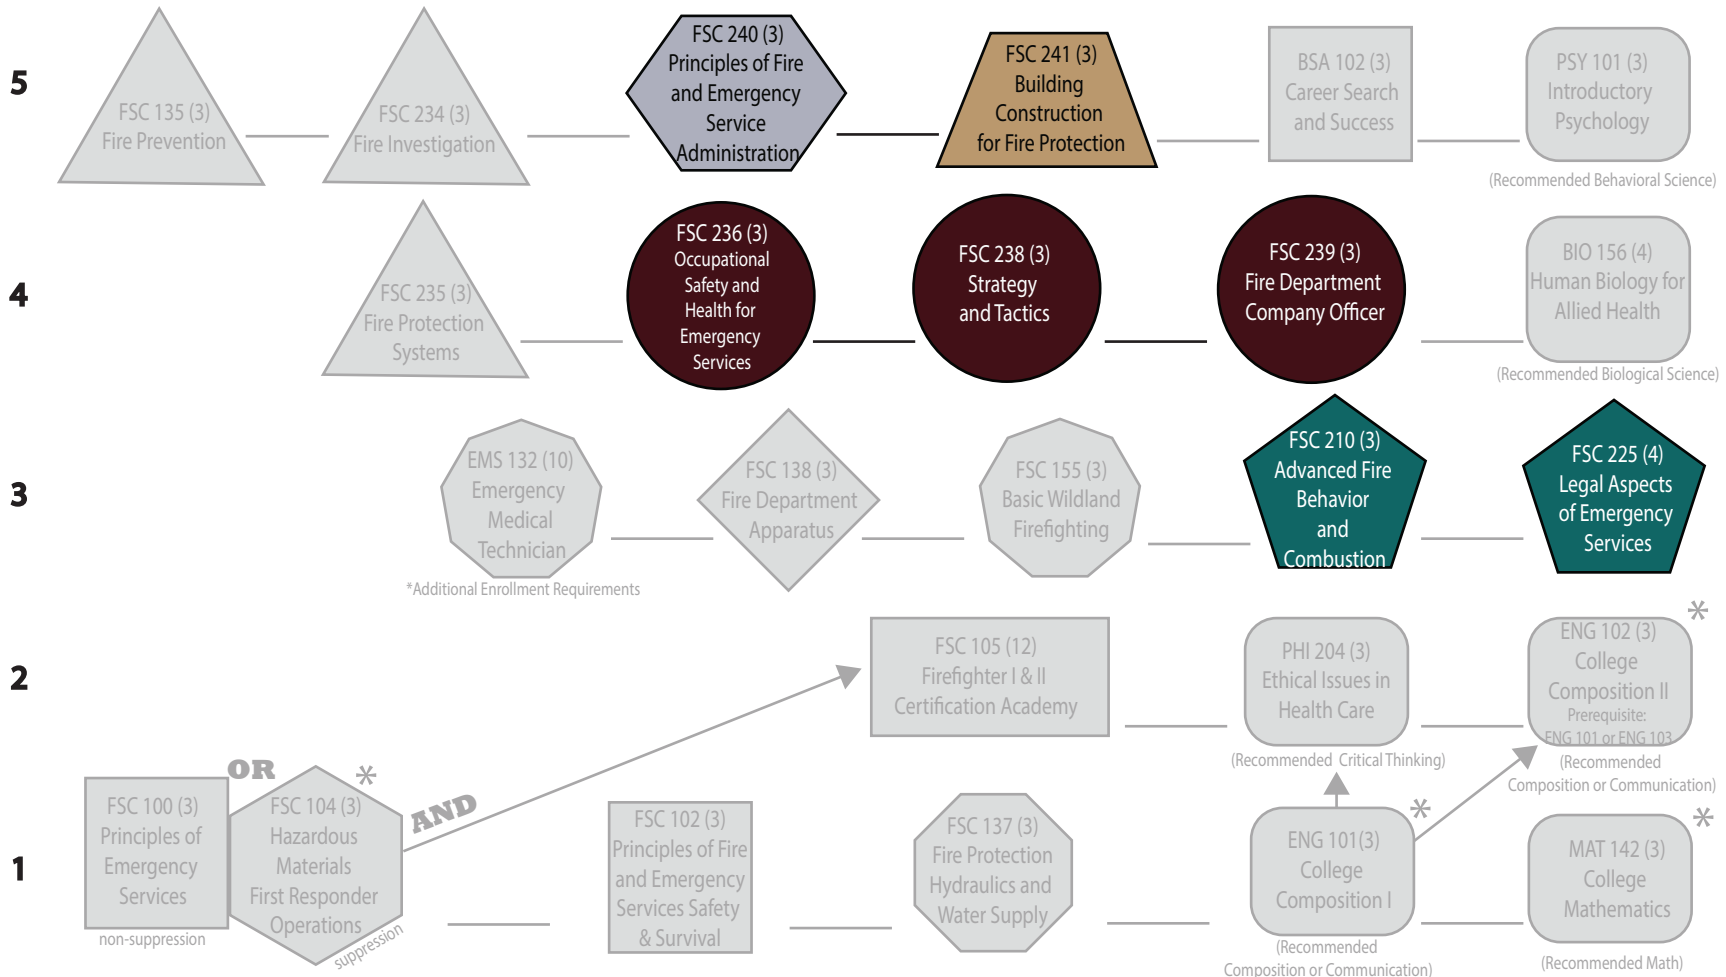 5
FSC 135 (3)
Fire Prevention
FSC 234 (3)
Fire Investigation
FSC 240 (3)
Principles of Fire
and Emergency
Service
Administration
FSC 241 (3)
Building
Construction
for Fire Protection
BSA 102 (3)
Career Search
and Success
PSY 101 (3)
Introductory
Psychology
(Recommended Behavioral Science)
4
FSC 235 (3)
Fire Protection
Systems
FSC 236 (3)
Occupational
Safety and
Health for
Emergency
Services
FSC 238 (3)
Strategy
and Tactics
FSC 239 (3)
Fire Department
Company Officer
BIO 156 (4)
Human Biology for
Allied Health
(Recommended Biological Science)
3
EMS 132 (10)
Emergency
Medical
Technician
*Additional Enrollment Requirements
FSC 138 (3)
Fire Department
Apparatus
FSC 155 (3)
Basic Wildland
Firefighting
FSC 210 (3)
Advanced Fire
Behavior
and
Combustion
FSC 225 (4)
Legal Aspects
of Emergency
Services
2
FSC 105 (12)
Firefighter I & II
Certification Academy
PHI 204 (3)
Ethical Issues in
Health Care
(Recommended Critical Thinking)
*
ENG 102 (3)
College
Composition II
Prerequisite:
ENG 101 or ENG 103
(Recommended
Composition or Communication)
1
FSC 100 (3)
Principles of
Emergency
Services
non-suppression
OR
*
FSC 104 (3)
Hazardous
Materials
First Responder
Operations
suppression
AND
FSC 102 (3)
Principles of Fire
and Emergency
Services Safety
& Survival
FSC 137 (3)
Fire Protection
Hydraulics and
Water Supply
*
ENG 101(3)
College
Composition I
(Recommended
Composition or Communication)
*
MAT 142 (3)
College
Mathematics
(Recommended Math)